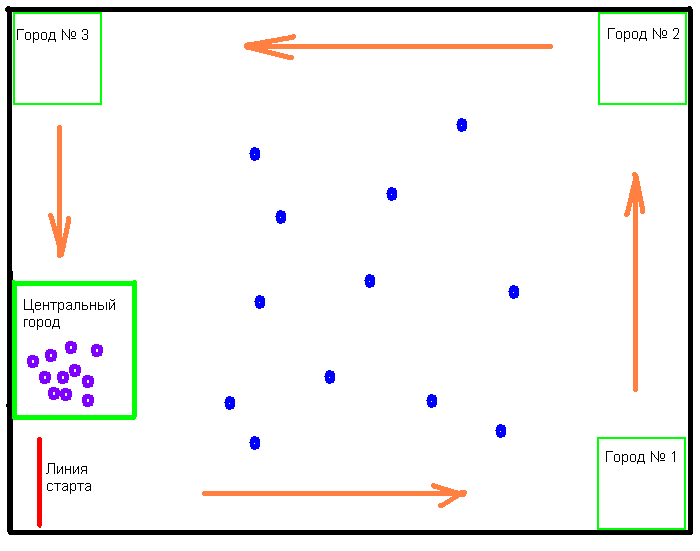 Город № 3
Город № 2
Центральный
город
Город № 1
Линия
старта